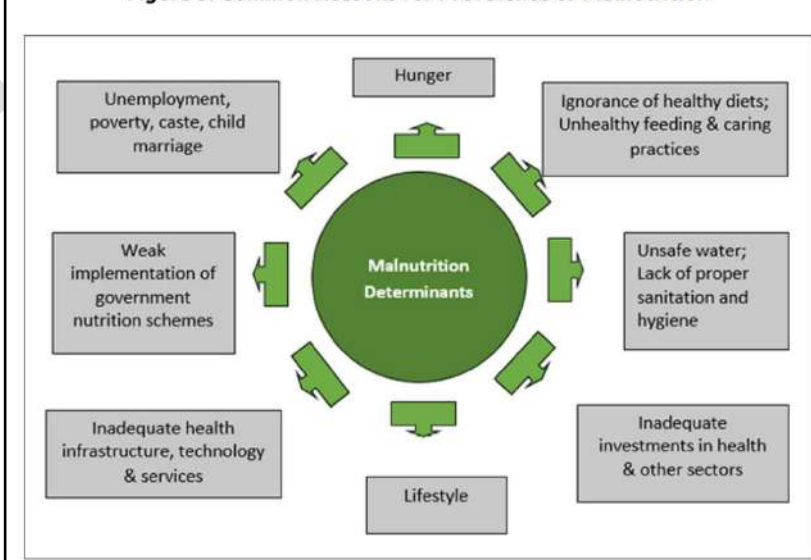 Hunger
Unemployment,
poverty, caste, child
marriage
Ignorance of healthy diets;
Unhealthy feeding & caring
practices
Weak
implementation of
government
nutrition schemes
Malnutrition
Determinants
Unsafe water;
Lack of proper
sanitation and
hygiene
Inadequate health
infrastructure, technology
& services
Lifestyle
Inadequate
investments in health
& other sectors